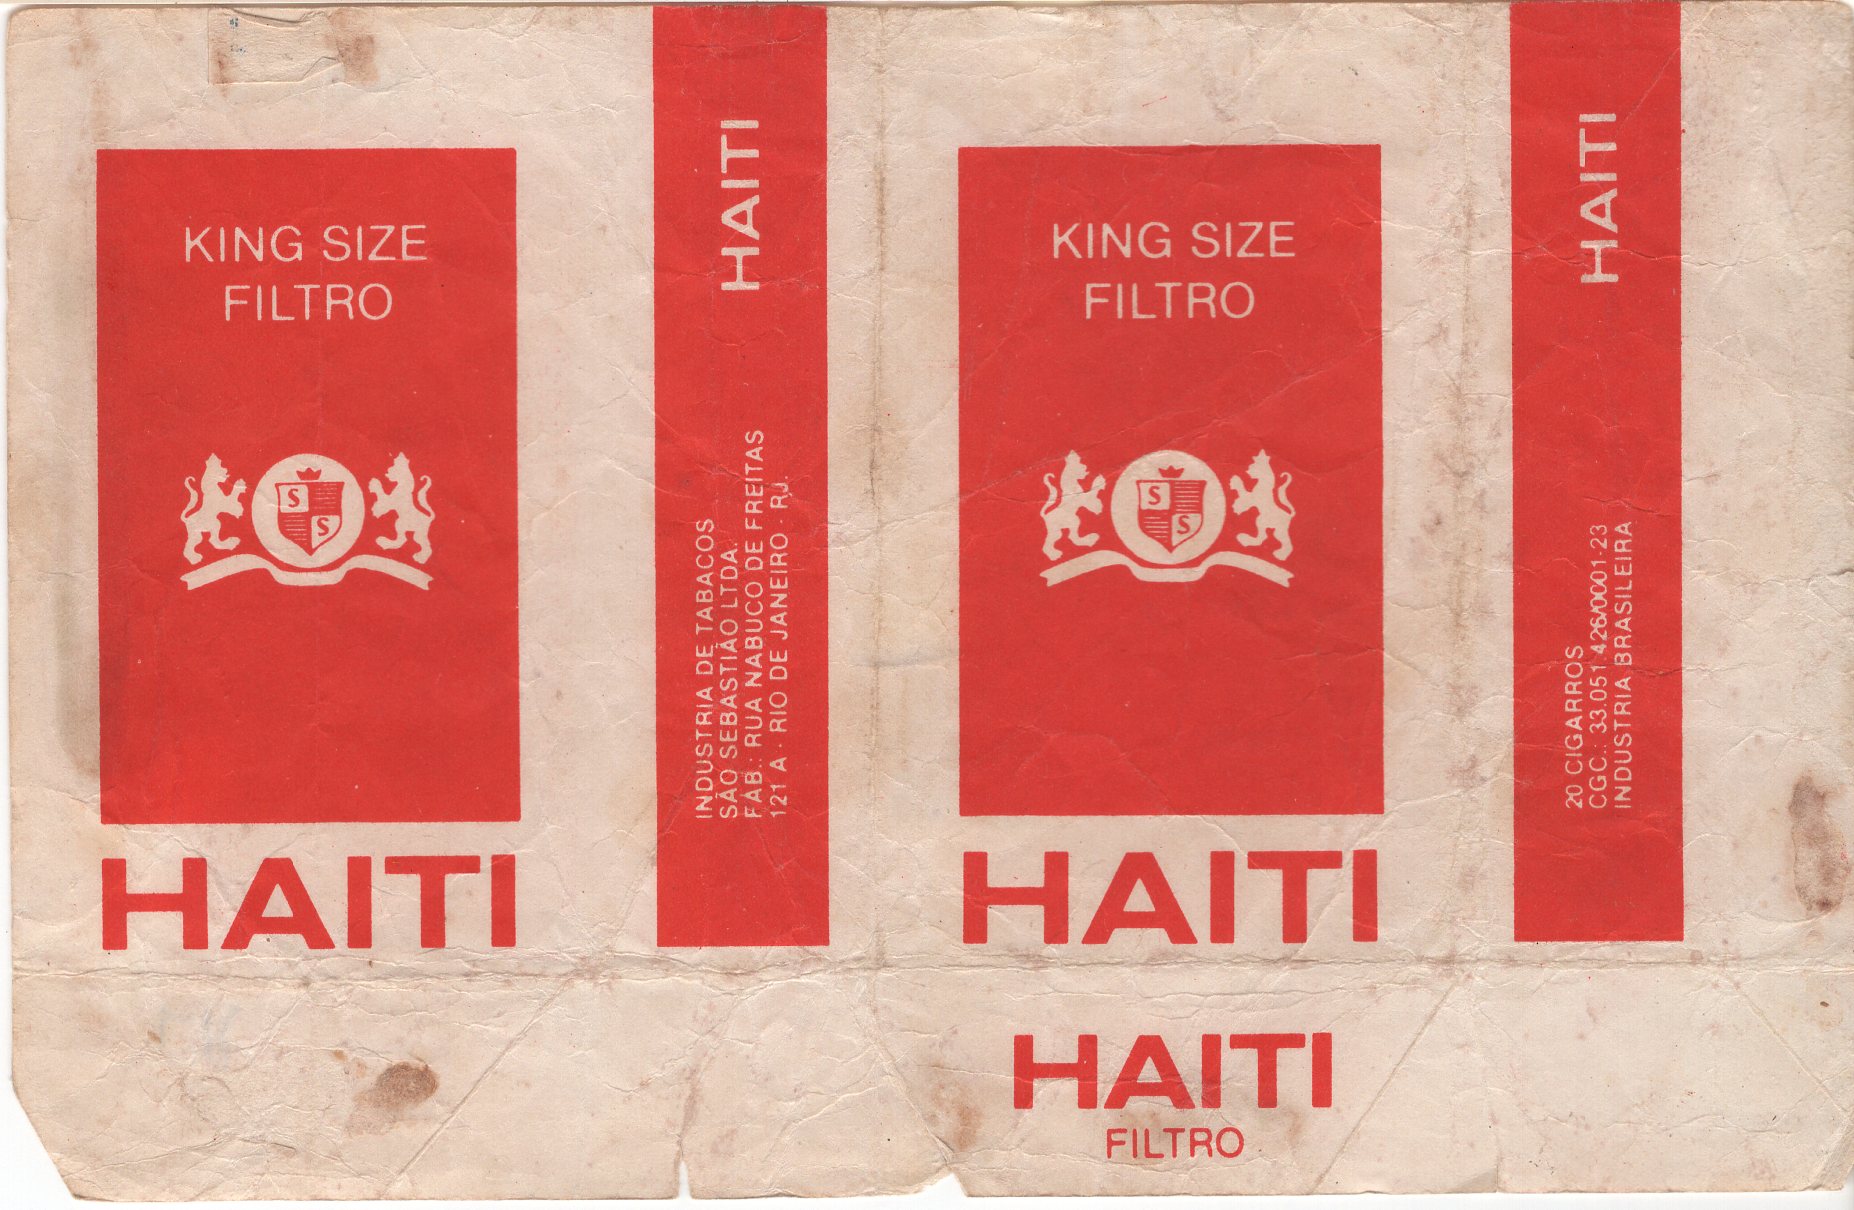 KING SIZE
FILTRO
S
S
HAITI
HAITI
INDUSTRIA DE TABACOS
SÃO SEBASTIÃO LTDA.
FÁB.: RUA NABUCO DE FREITAS
121 A - RIO DE JANEIRO - RJ.
KING SIZE
FILTRO
S
S
HAITI
HAITI
FILTRO
HAITI
20 CIGARROS
CGC.: 33.051.426/0001-23
INDUSTRIA BRASILEIRA